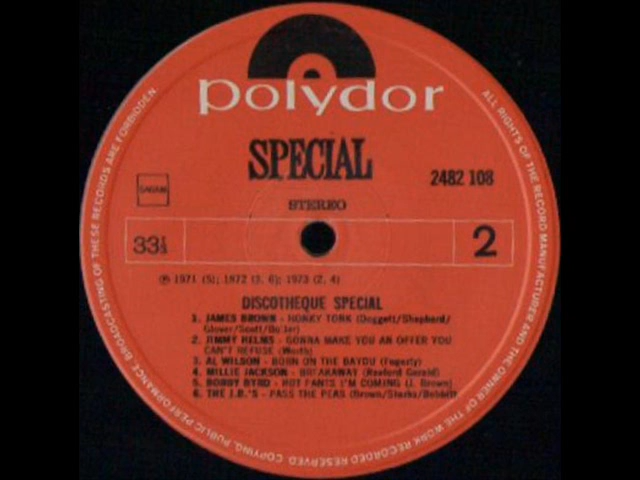 polydor
SPECIAL
2482 108
STEREO
33⅓
2
℗ 1971 (5); 1972 (3, 6); 1973 (2, 4)
DISCOTHEQUE SPECIAL
1. JAMES BROWN - HONKY TONK (Doggett/Shepherd/
Glover/Scott/Butler)
2. JIMMY HELMS - GONNA MAKE YOU AN OFFER YOU
CAN'T REFUSE (Worth)
3. AL WILSON - BORN ON THE BAYOU (Fogerty)
4. MILLIE JACKSON - BREAKAWAY (Raeford Gerald)
5. BOBBY BYRD - HOT PANTS I'M COMING (J. Brown)
6. THE J.B.'S - PASS THE PEAS (Brown/Starks/Bobbitt
ALL RIGHTS OF THE RECORD MANUFACTURER AND THE OWNER OF THE WORK RECORDED RESERVED. COPYING, PUBLIC PERFORMANCE, BROADCASTING OF THESE RECORDS ARE FORBIDDEN.